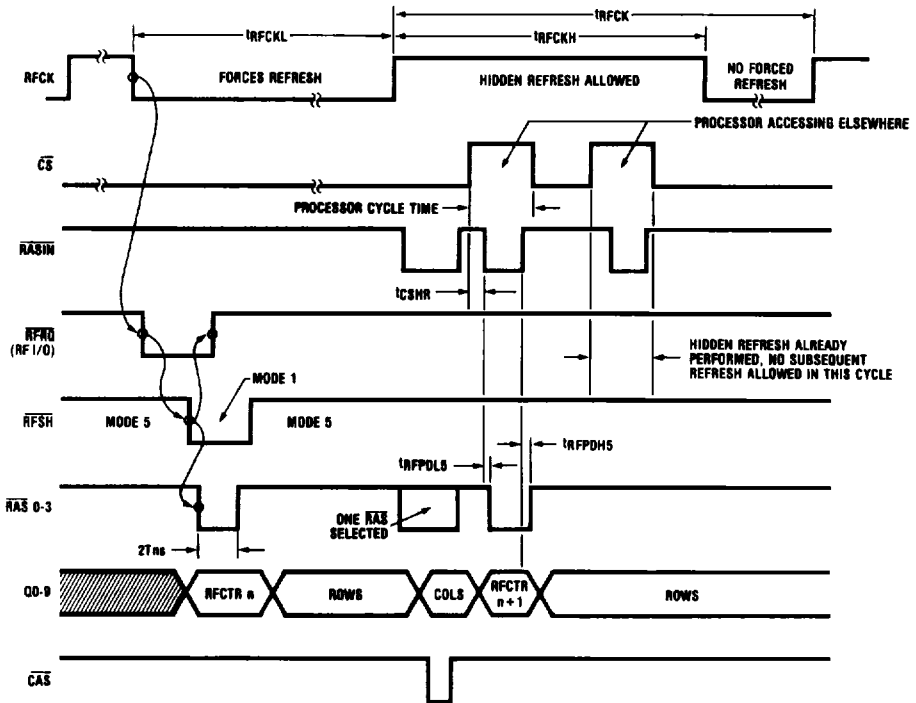 tRFCK
tRFCKL
tRFCKH
RFCK
FORCES REFRESH
HIDDEN REFRESH ALLOWED
NO FORCED
REFRESH
PROCESSOR ACCESSING ELSEWHERE
CS
PROCESSOR CYCLE TIME
RASIN
tCSHR
RFRQ
(RF I/O)
HIDDEN REFRESH ALREADY
PERFORMED, NO SUBSEQUENT
REFRESH ALLOWED IN THIS CYCLE
MODE 1
RFSH
MODE 5
MODE 5
tRFPDL5
tRFPDH5
RAS 0-3
ONE RAS
SELECTED
2Tns
Q0-9
RFCTR n
ROWS
COLS
RFCTR
n + 1
ROWS
CAS